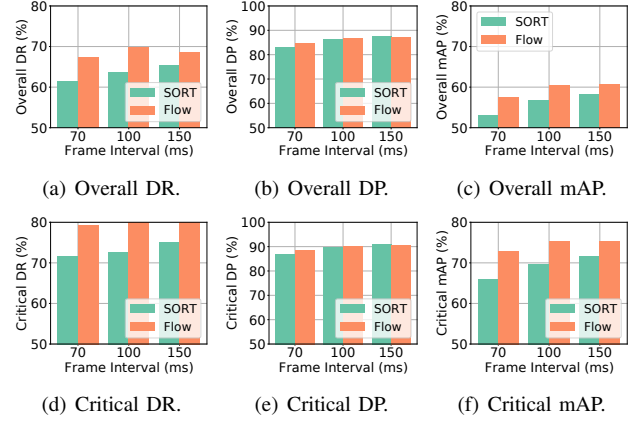 80
70
60
50
Overall DR (%)
70 100 150
Frame Interval (ms)
SORT
Flow
(a) Overall DR.
100
90
80
70
60
50
Overall DP (%)
70 100 150
Frame Interval (ms)
SORT
Flow
(b) Overall DP.
80
70
60
50
Overall mAP (%)
70 100 150
Frame Interval (ms)
SORT
Flow
(c) Overall mAP.
80
70
60
50
Critical DR (%)
70 100 150
Frame Interval (ms)
SORT
Flow
(d) Critical DR.
100
90
80
70
60
50
Critical DP (%)
70 100 150
Frame Interval (ms)
SORT
Flow
(e) Critical DP.
80
70
60
50
Critical mAP (%)
70 100 150
Frame Interval (ms)
SORT
Flow
(f) Critical mAP.